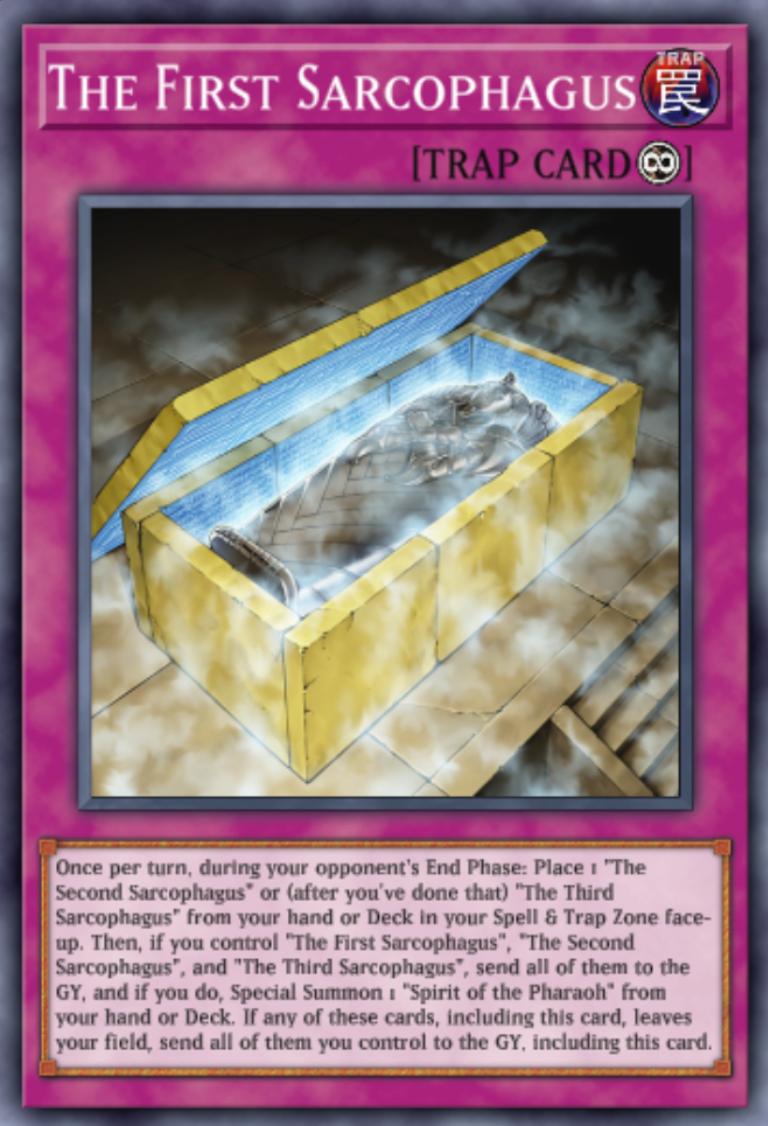 THE FIRST SARCOPHAGUS
TRAP
罠
[TRAP CARD∞]
Once per turn, during your opponent's End Phase: Place 1 "The
Second Sarcophagus" or (after you've done that) "The Third
Sarcophagus" from your hand or Deck in your Spell & Trap Zone face-
up. Then, if you control "The First Sarcophagus", "The Second
Sarcophagus", and "The Third Sarcophagus", send all of them to the
GY, and if you do, Special Summon 1 "Spirit of the Pharaoh" from
your hand or Deck. If any of these cards, including this card, leaves
your field, send all of them you control to the GY, including this card.